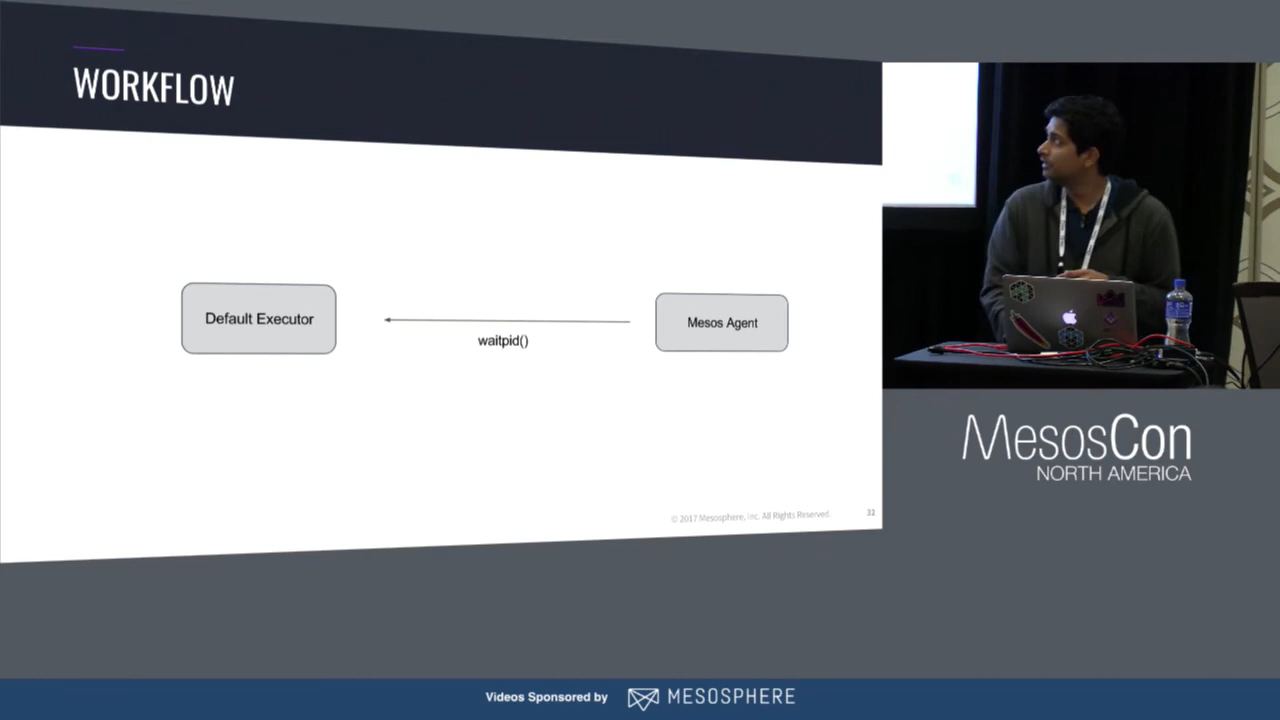 WORKFLOW
Default Executor
waitpid()
Mesos Agent
© 2017 Mesosphere, Inc. All Rights Reserved.
32
MesosCon
NORTH AMERICA
Videos Sponsored by
MESOSPHERE